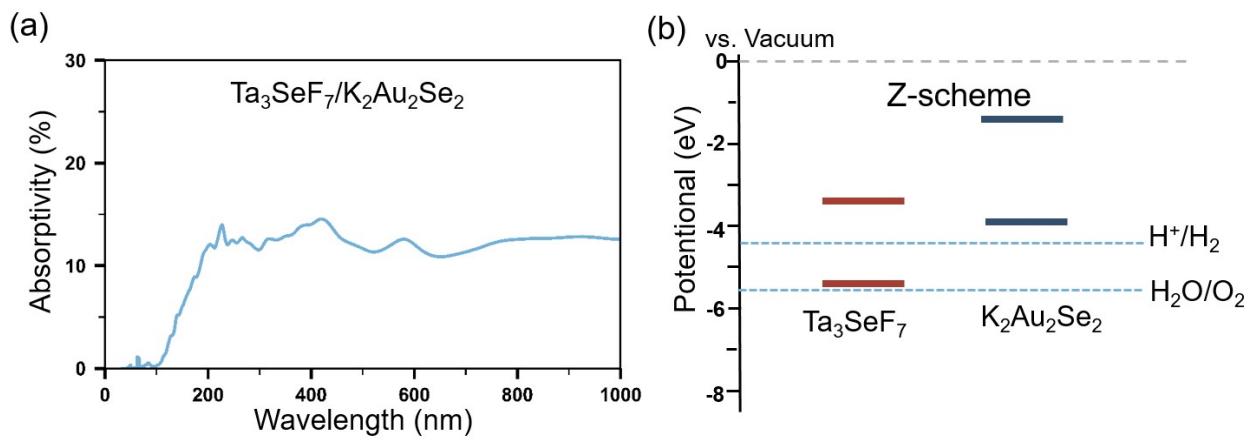 (a)
30
20
10
0
Absorptivity (%)
Ta₃SeF₇/K₂Au₂Se₂
0 200 400 600 800 1000
Wavelength (nm)
(b)
vs. Vacuum
0
-2
-4
-6
-8
Potential (eV)
Z-scheme
H⁺/H₂
H₂O/O₂
Ta₃SeF₇ K₂Au₂Se₂